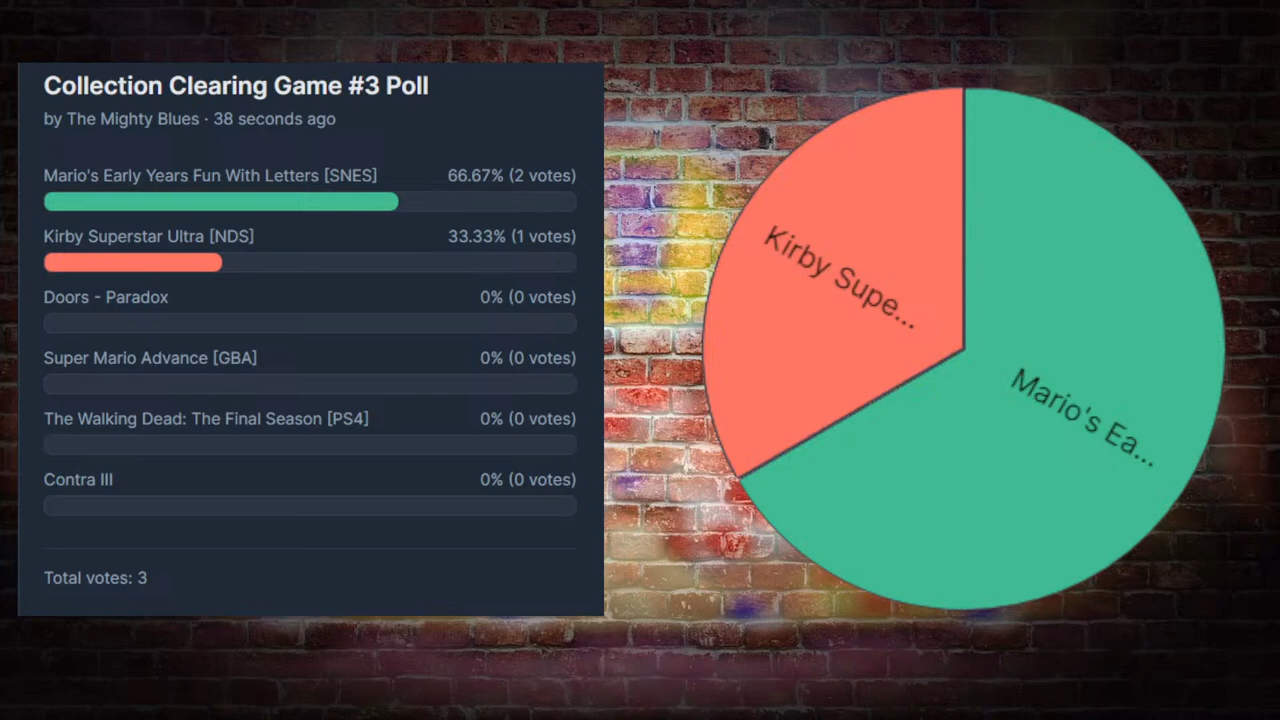 Collection Clearing Game #3 Poll
by The Mighty Blues · 38 seconds ago
Mario's Early Years Fun With Letters [SNES] 66.67% (2 votes)
Kirby Superstar Ultra [NDS] 33.33% (1 votes)
Doors - Paradox 0% (0 votes)
Super Mario Advance [GBA] 0% (0 votes)
The Walking Dead: The Final Season [PS4] 0% (0 votes)
Contra III 0% (0 votes)
Total votes: 3
Kirby Supe...
Mario's Ea...